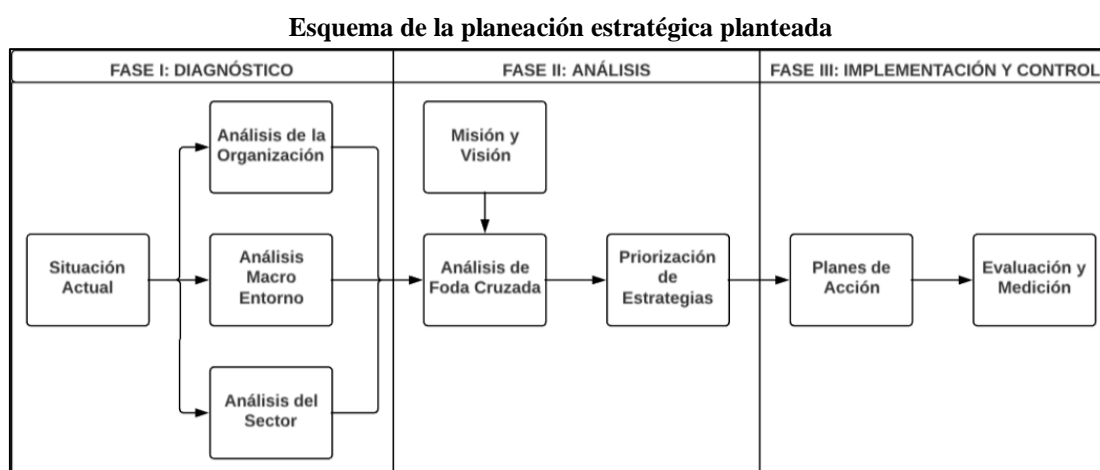 Esquema de la planeación estratégica planteada
FASE I: DIAGNÓSTICO
FASE II: ANÁLISIS
FASE III: IMPLEMENTACIÓN Y CONTROL
Situación
Actual
Análisis de la
Organización
Análisis
Macro
Entorno
Análisis del
Sector
Misión y
Visión
Análisis de
Foda Cruzada
Priorización
de
Estrategias
Planes de
Acción
Evaluación y
Medición